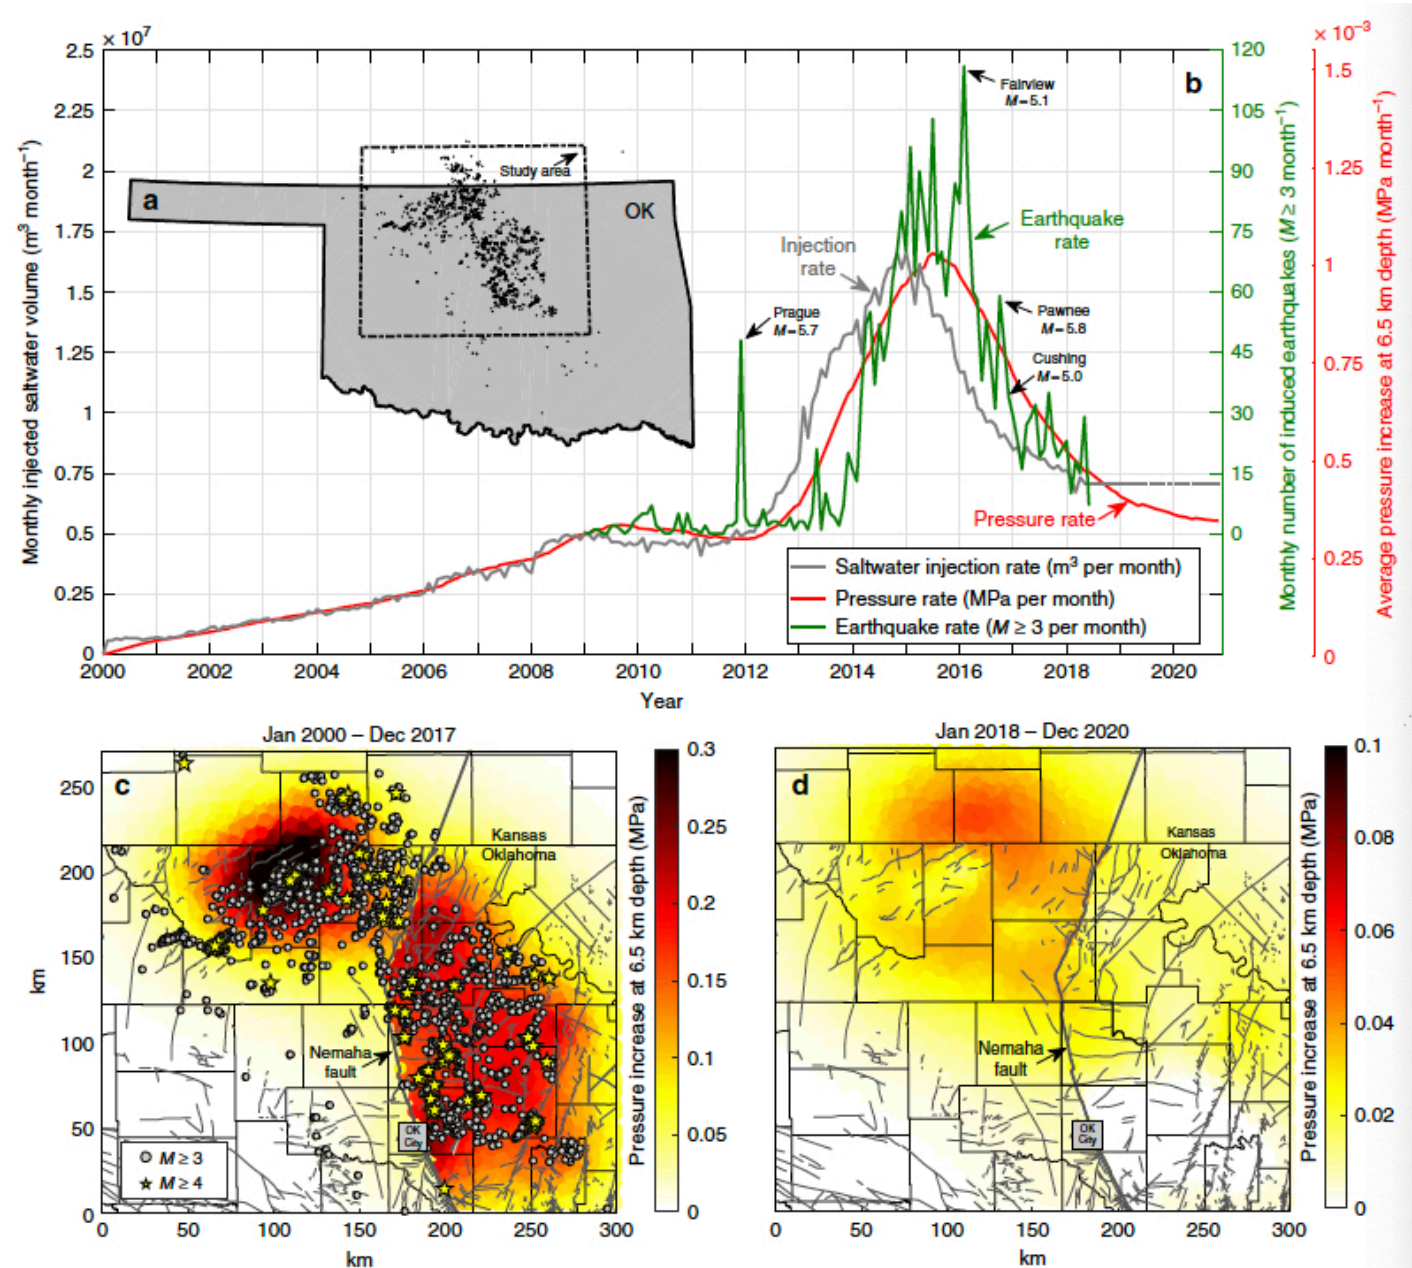 × 10⁷
2.5
2.25
2
1.75
1.5
1.25
1
0.75
0.5
0.25
0
Monthly injected saltwater volume (m³ month⁻¹)
2000
2002
2004
2006
2008
2010
2012
2014
2016
2018
2020
Year
a
Study area
OK
b
Injection
rate
Prague
M=5.7
Fairview
M=5.1
Earthquake
rate
Pawnee
M=5.8
Cushing
M=5.0
Pressure rate
Saltwater injection rate (m³ per month)
Pressure rate (MPa per month)
Earthquake rate (M ≥ 3 per month)
120
105
90
75
60
45
30
15
0
Monthly number of induced earthquakes (M ≥ 3 month⁻¹)
× 10⁻³
1.5
1.25
1
0.75
0.5
0.25
0
Average pressure increase at 6.5 km depth (MPa month⁻¹)
Jan 2000 – Dec 2017
c
250
200
150
100
50
0
km
Kansas
Oklahoma
Nemaha
fault
OK
City
M ≥ 3
M ≥ 4
0
50
100
150
200
250
300
km
0.3
0.25
0.2
0.15
0.1
0.05
0
Pressure increase at 6.5 km depth (MPa)
Jan 2018 – Dec 2020
d
Kansas
Oklahoma
Nemaha
fault
OK
City
0
50
100
150
200
250
300
km
0.1
0.08
0.06
0.04
0.02
0
Pressure increase at 6.5 km depth (MPa)